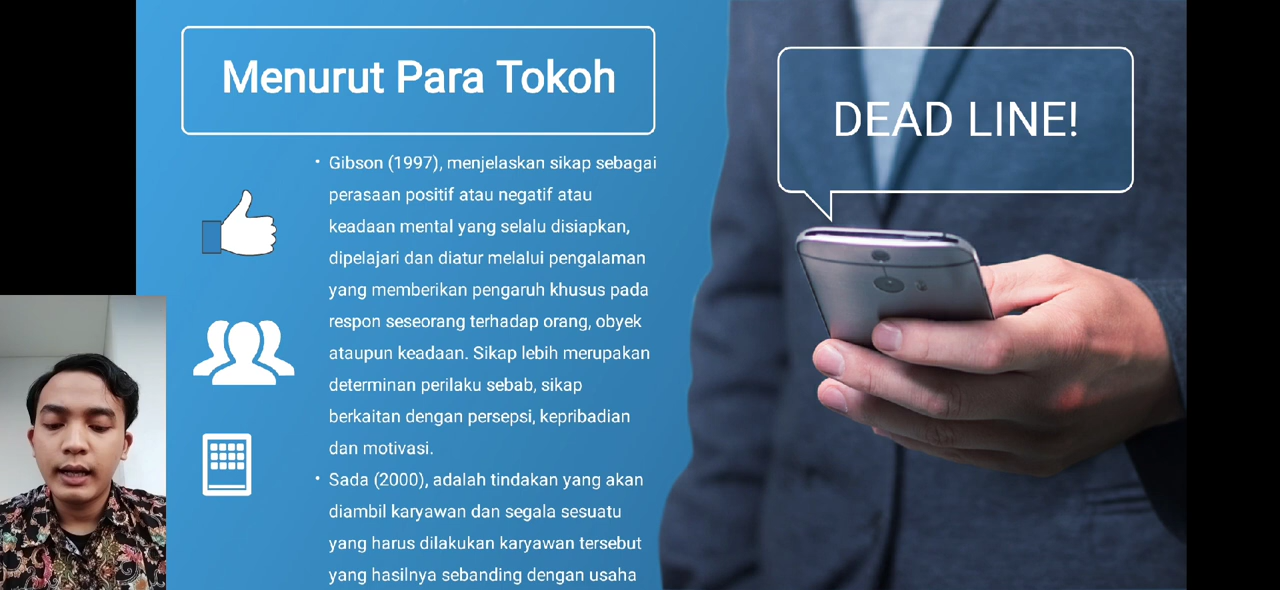 Menurut Para Tokoh
• Gibson (1997), menjelaskan sikap sebagai
perasaan positif atau negatif atau
keadaan mental yang selalu disiapkan,
dipelajari dan diatur melalui pengalaman
yang memberikan pengaruh khusus pada
respon seseorang terhadap orang, obyek
ataupun keadaan. Sikap lebih merupakan
determinan perilaku sebab, sikap
berkaitan dengan persepsi, kepribadian
dan motivasi.
• Sada (2000), adalah tindakan yang akan
diambil karyawan dan segala sesuatu
yang harus dilakukan karyawan tersebut
yang hasilnya sebanding dengan usaha
DEAD LINE!